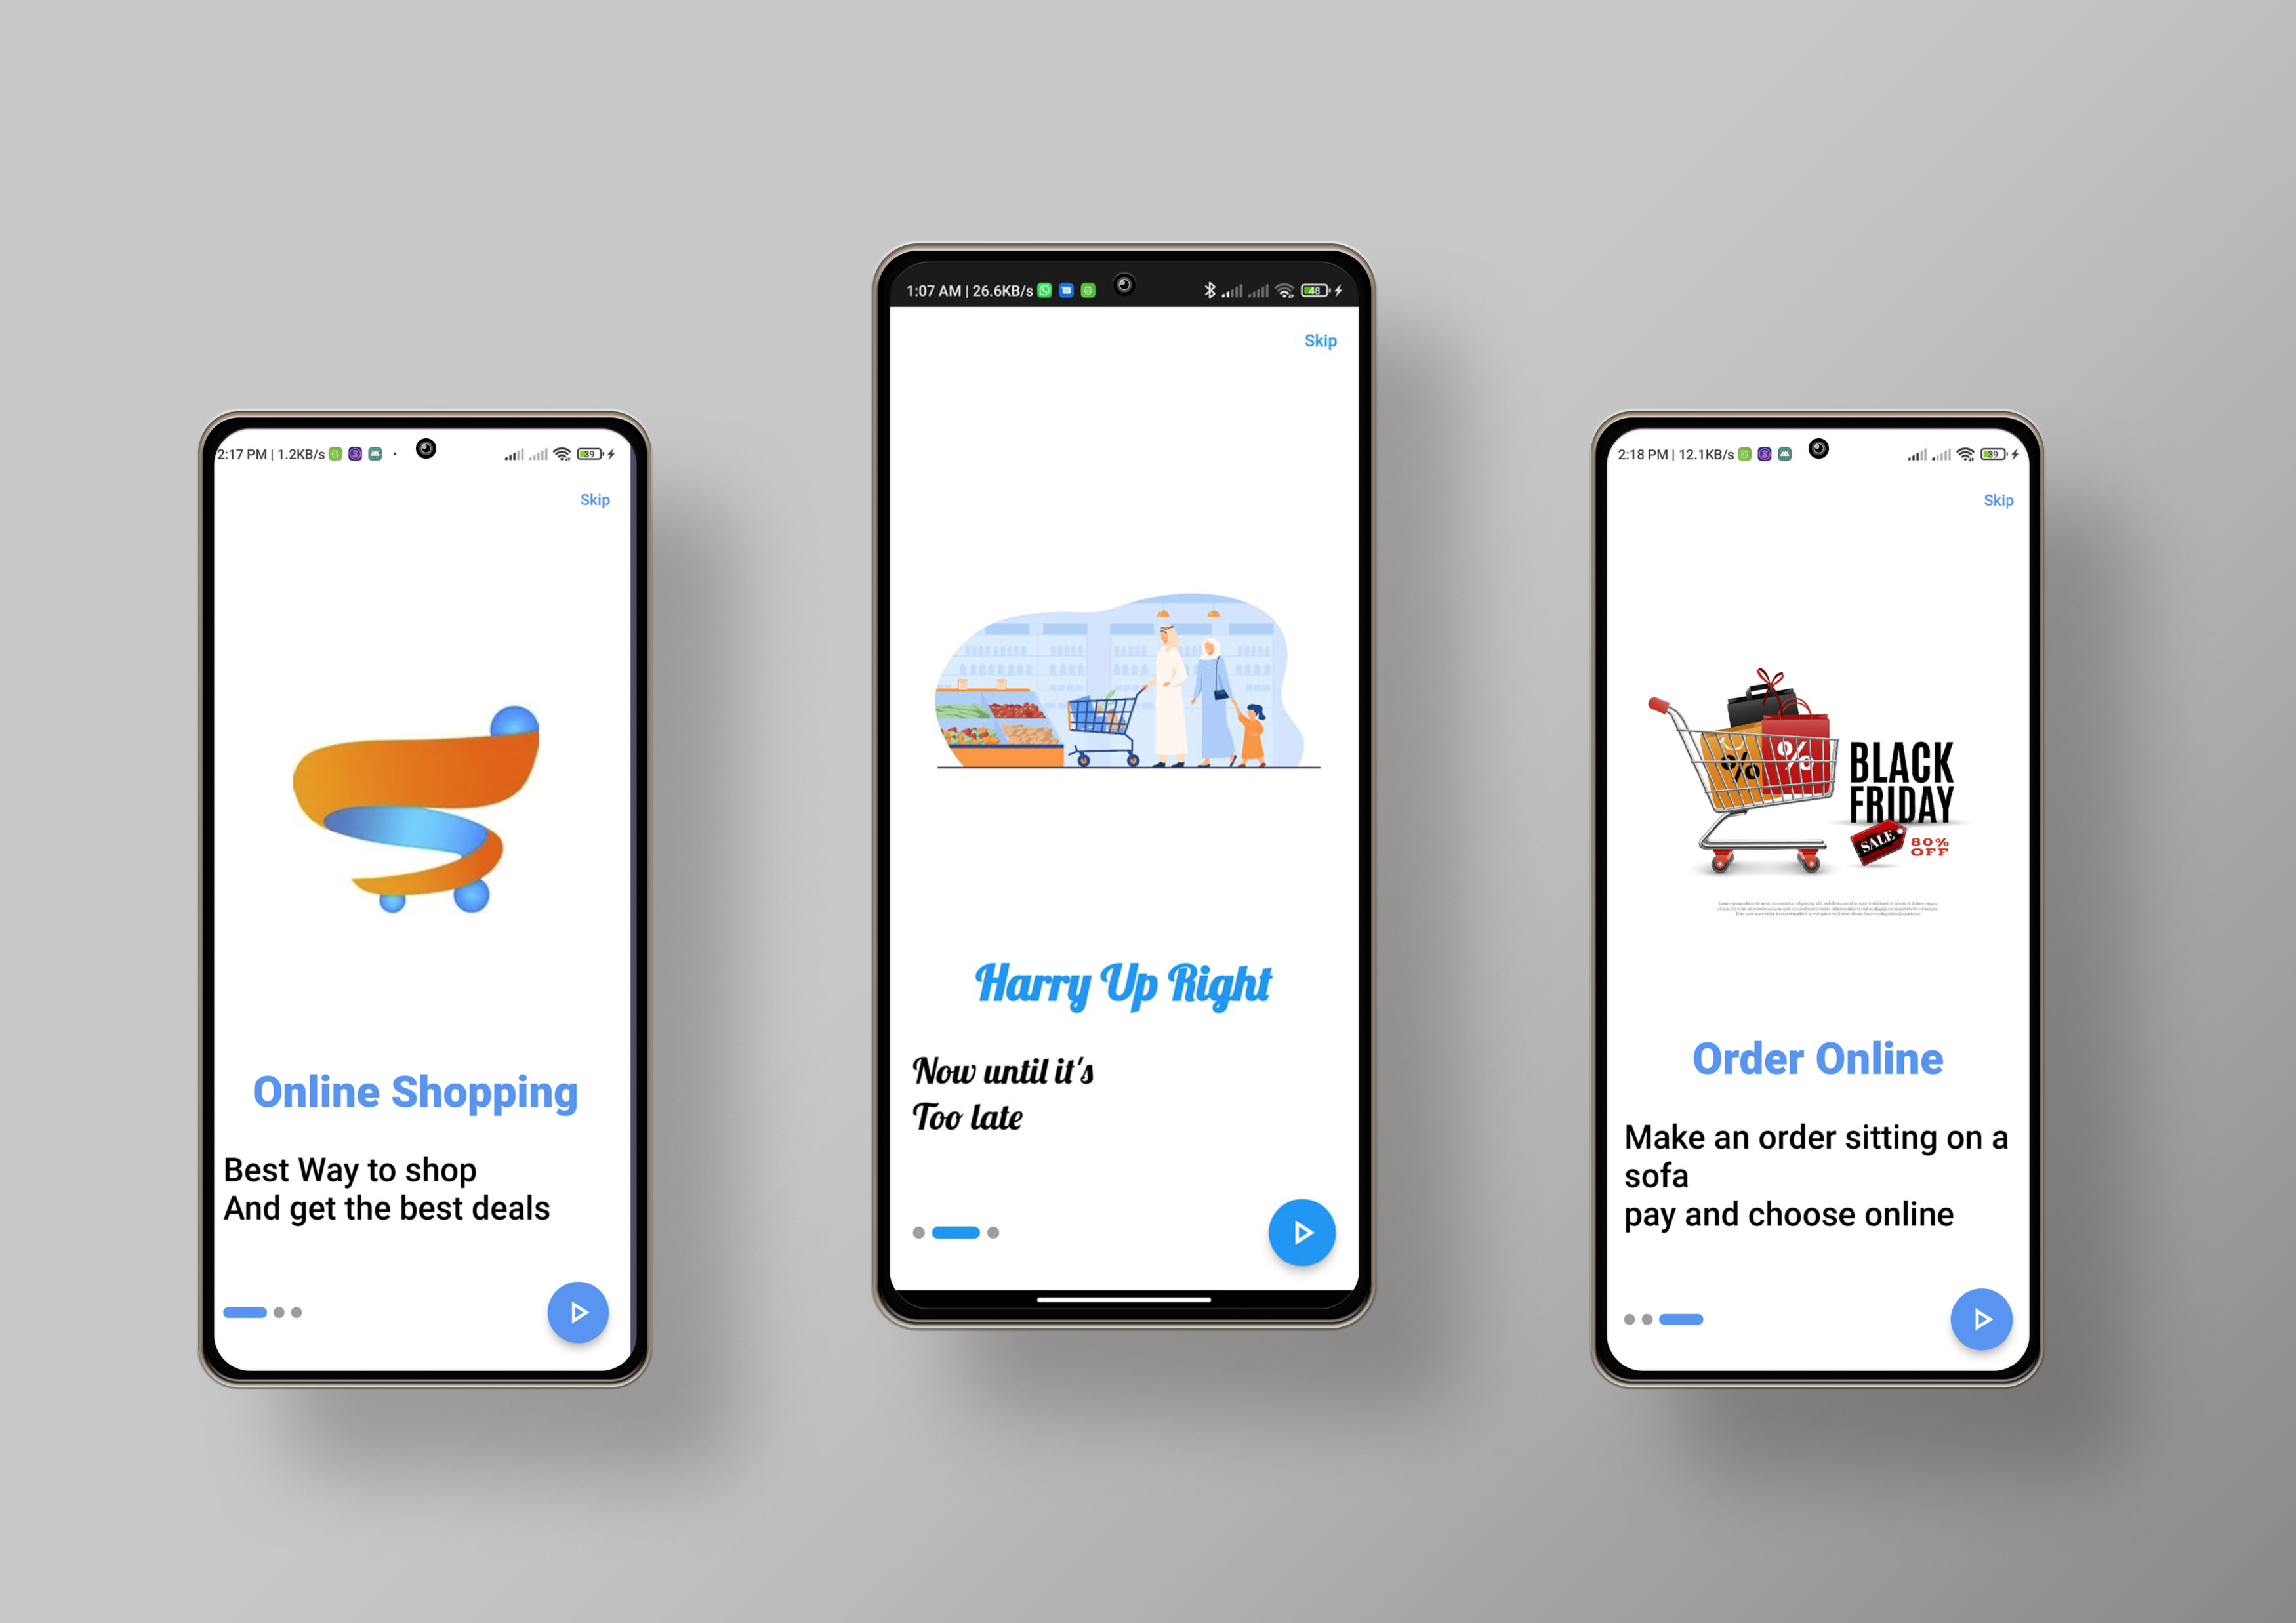 2:17 PM | 1.2KB/s
39
Skip
Online Shopping
Best Way to shop
And get the best deals
1:07 AM | 26.6KB/s
48
Skip
Harry Up Right
Now until it's
Too late
2:18 PM | 12.1KB/s
39
Skip
% %
BLACK
FRIDAY
SALE
80%
OFF
Order Online
Make an order sitting on a
sofa
pay and choose online